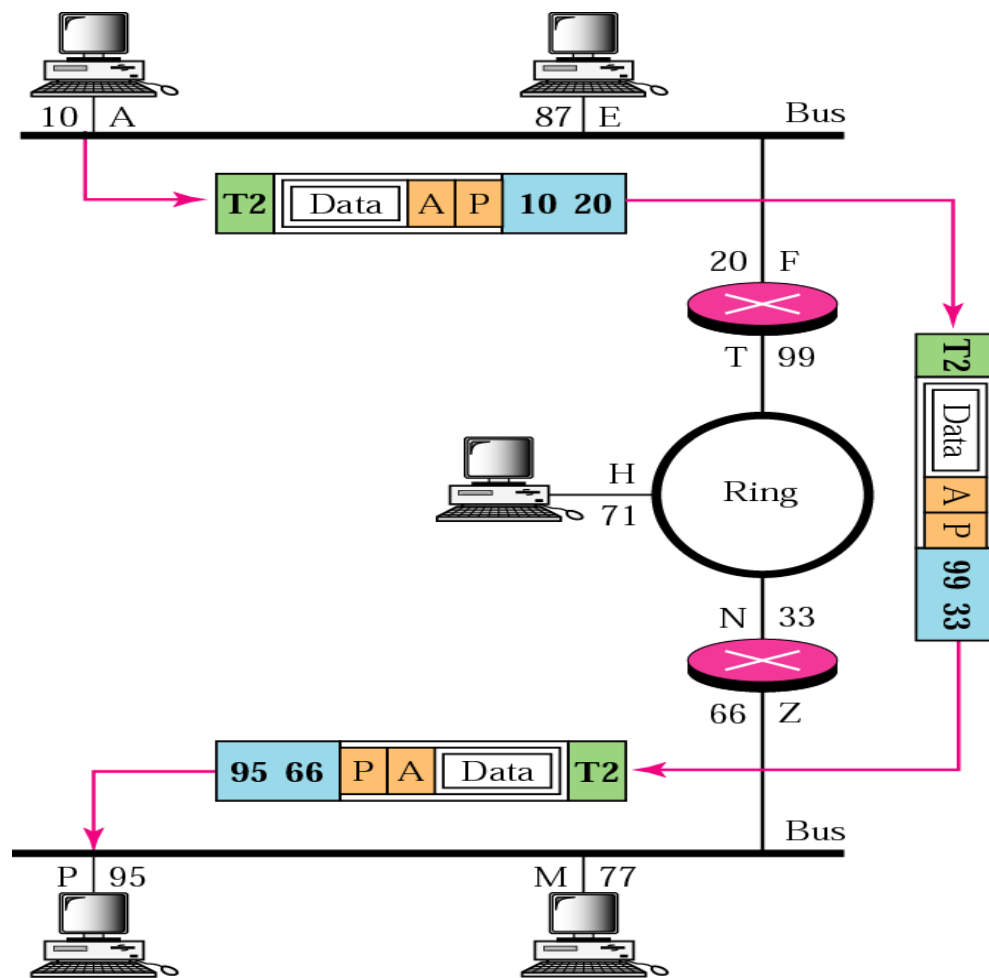 10 A
87 E
Bus
T2 Data A P 10 20
20 F
T 99
T2 Data A P 99 33
H
71
Ring
N 33
66 Z
95 66 P A Data T2
Bus
P 95
M 77